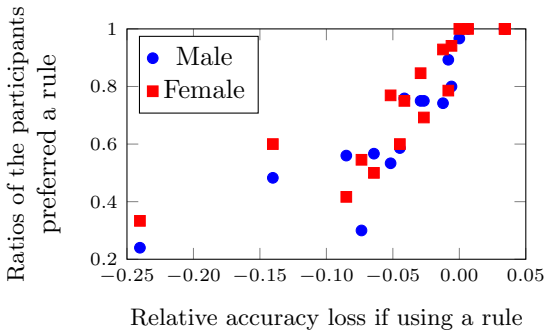 Ratios of the participants
preferred a rule
1
0.8
0.6
0.4
0.2
Male
Female
−0.25 −0.20 −0.15 −0.10 −0.05 0.00 0.05
Relative accuracy loss if using a rule